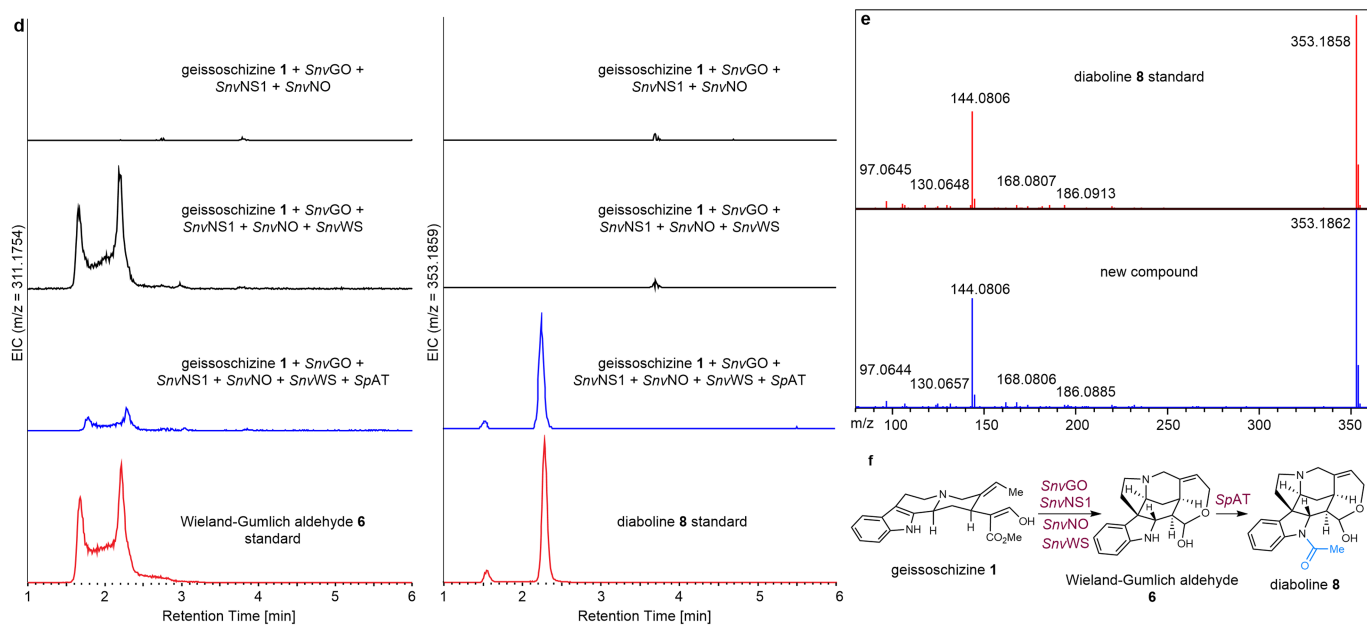 d
EIC (m/z = 311.1754)
geissoschizine 1 + SnvGO +
SnvNS1 + SnvNO
geissoschizine 1 + SnvGO +
SnvNS1 + SnvNO + SnvWS
geissoschizine 1 + SnvGO +
SnvNS1 + SnvNO + SnvWS + SpAT
Wieland-Gumlich aldehyde 6
standard
1 2 3 4 5 6
Retention Time [min]
EIC (m/z = 353.1859)
geissoschizine 1 + SnvGO +
SnvNS1 + SnvNO
geissoschizine 1 + SnvGO +
SnvNS1 + SnvNO + SnvWS
geissoschizine 1 + SnvGO +
SnvNS1 + SnvNO + SnvWS + SpAT
diaboline 8 standard
1 2 3 4 5 6
Retention Time [min]
e
353.1858
diaboline 8 standard
144.0806
97.0645
130.0648
168.0807
186.0913
353.1862
new compound
144.0806
97.0644
130.0657
168.0806
186.0885
m/z 100 150 200 250 300 350
f
N
Me
NH
H
H
OH
CO2Me
geissoschizine 1
SnvGO
SnvNS1
SnvNO
SnvWS
N
H
H
H
H
O
NH
OH
Wieland-Gumlich aldehyde
6
SpAT
N
H
H
H
H
O
N
OH
Me
O
diaboline 8